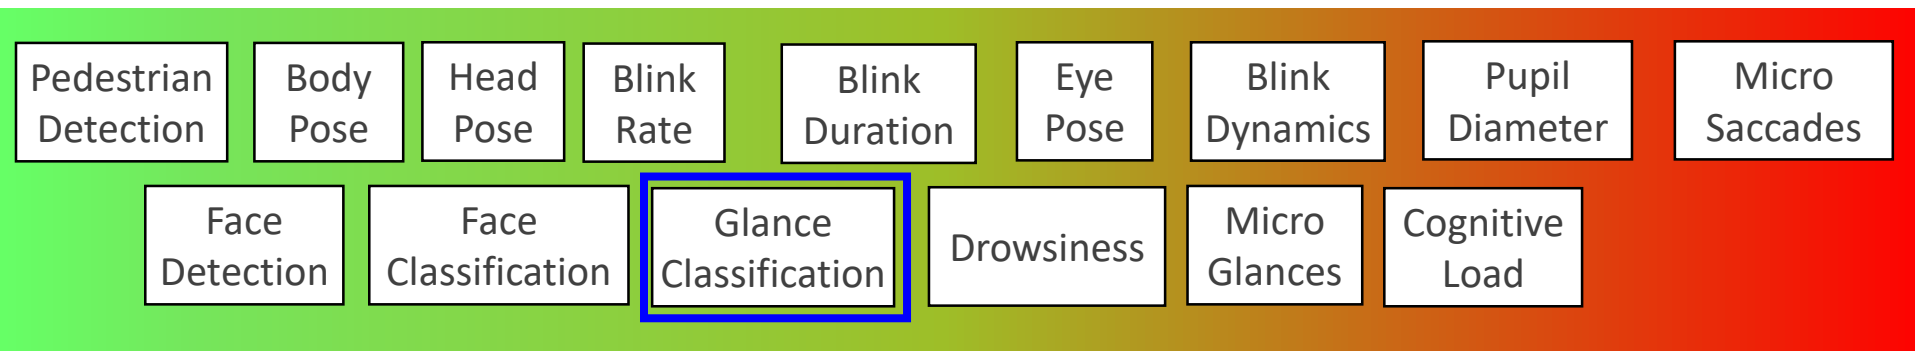 Pedestrian
Detection
Body
Pose
Head
Pose
Blink
Rate
Blink
Duration
Eye
Pose
Blink
Dynamics
Pupil
Diameter
Micro
Saccades
Face
Detection
Face
Classification
Glance
Classification
Drowsiness
Micro
Glances
Cognitive
Load